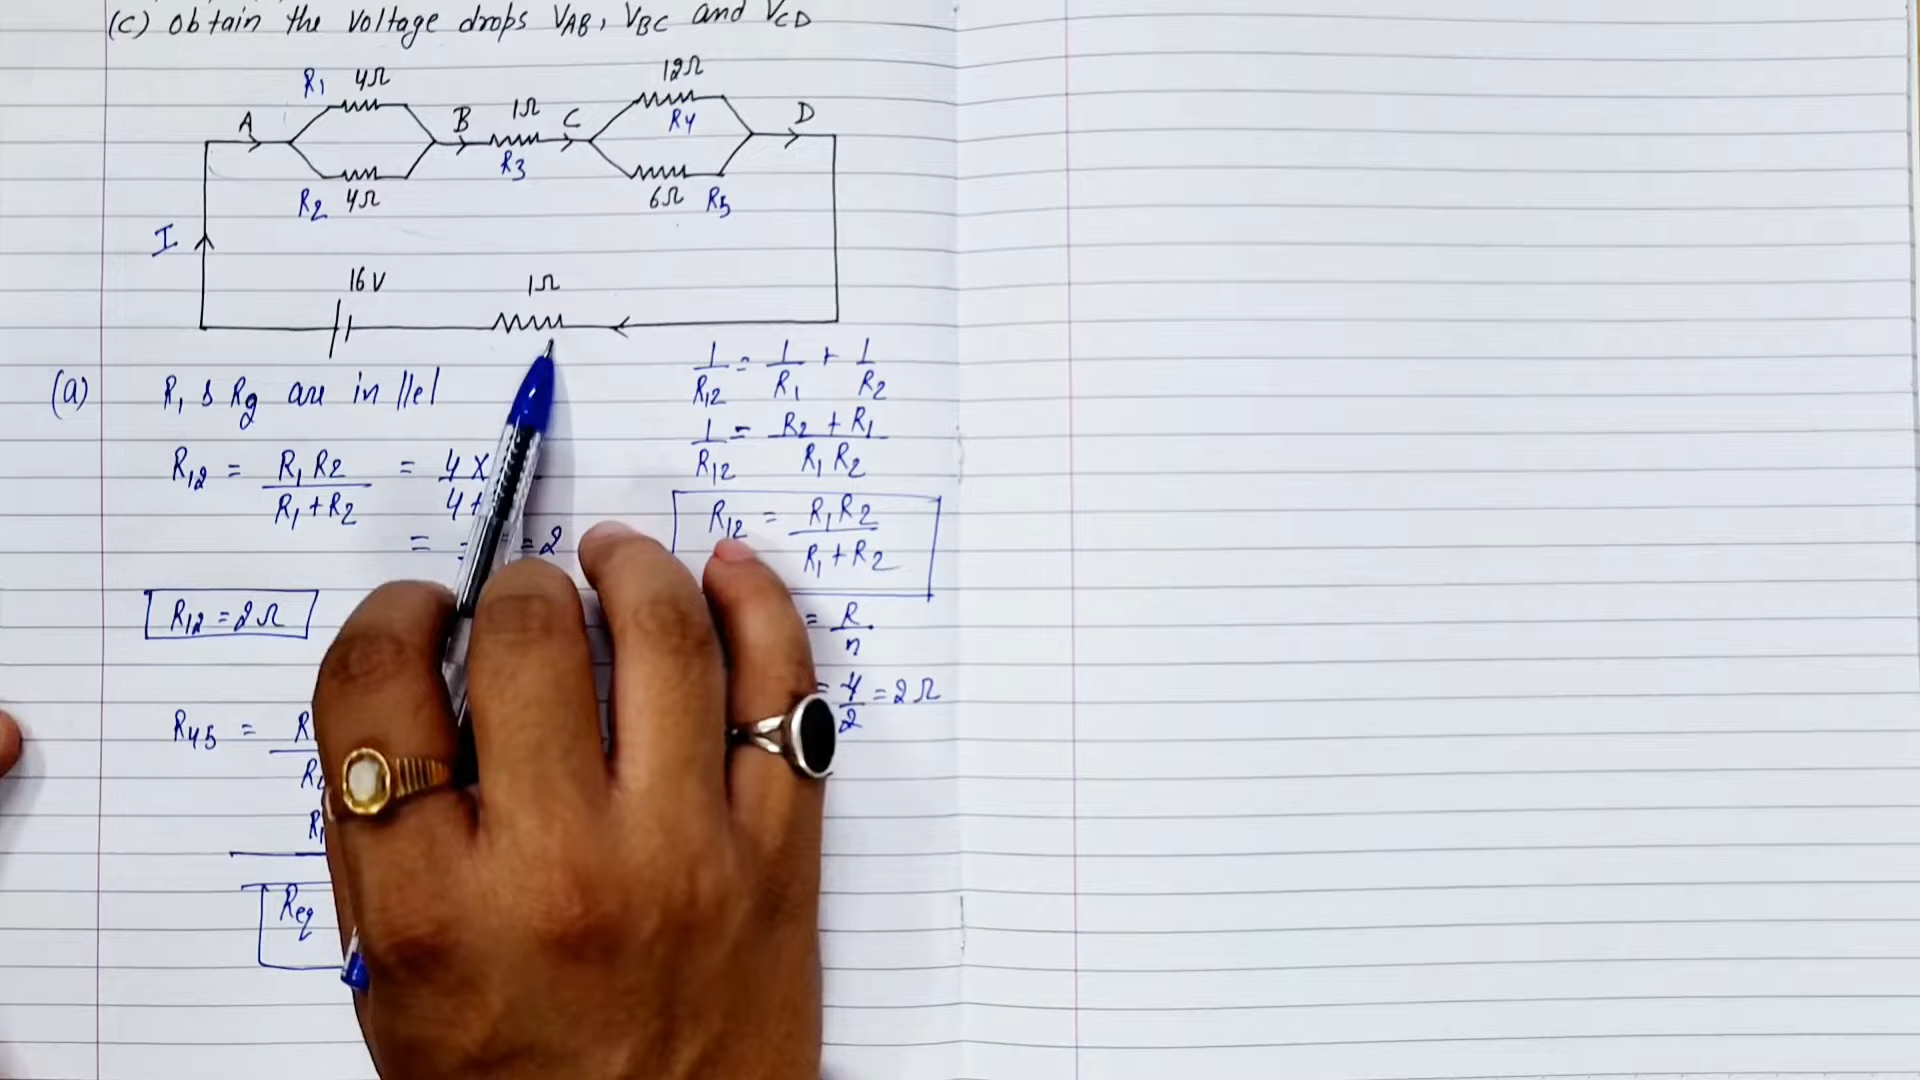 (C) Obtain the Voltage drops VAB, VBC and VCD
R1 4Ω
12Ω
A
B
1Ω
C
D
R4
R3
R2 4Ω
6Ω R5
I
16V
1Ω
1/R12 = 1/R1 + 1/R2
(a) R1 & R2 are in ||el
1/R12 = R2 + R1/R1 R2
R12 = R1 R2/R1 + R2 = 4 X/4 +
R12 = R1 R2/R1 + R2
= = 2
R12 = 2Ω
= R/n
= 4/2 = 2Ω
R45 =
Req